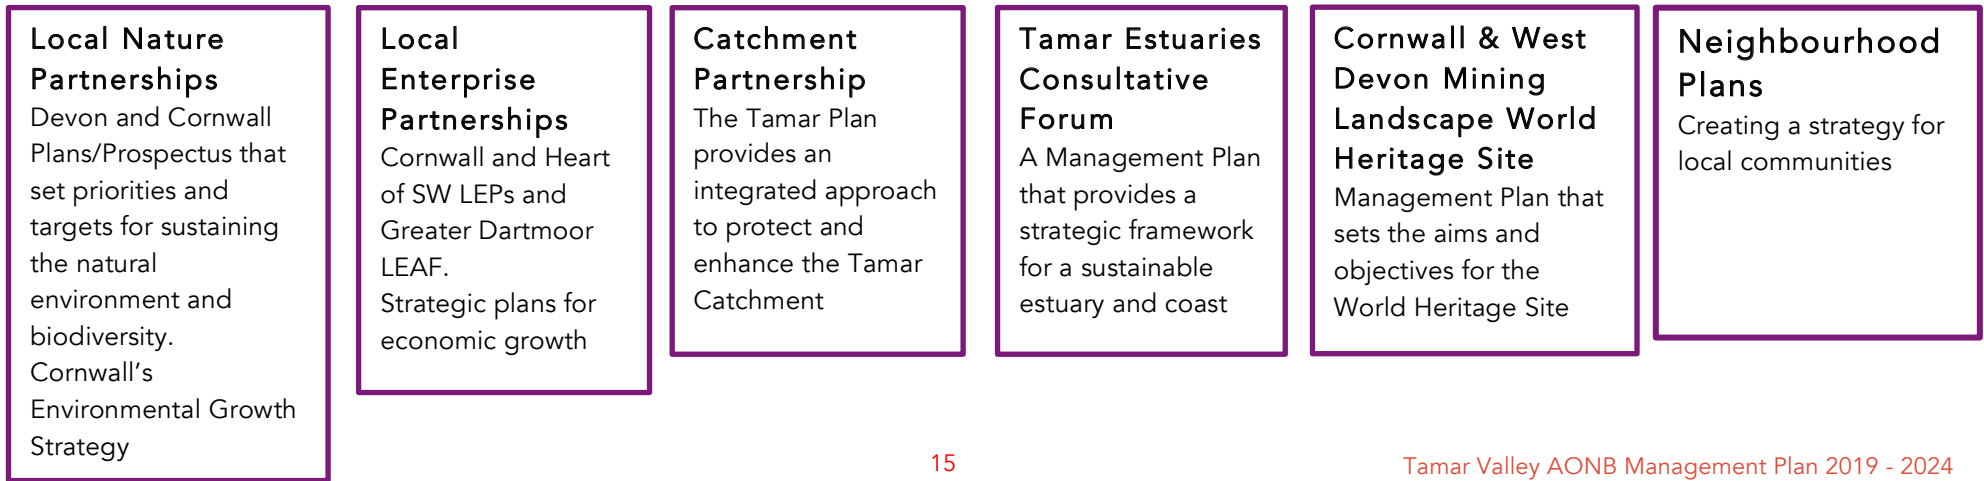 Local Nature
Partnerships
Devon and Cornwall
Plans/Prospectus that
set priorities and
targets for sustaining
the natural
environment and
biodiversity.
Cornwall’s
Environmental Growth
Strategy
Local
Enterprise
Partnerships
Cornwall and Heart
of SW LEPs and
Greater Dartmoor
LEAF.
Strategic plans for
economic growth
Catchment
Partnership
The Tamar Plan
provides an
integrated approach
to protect and
enhance the Tamar
Catchment
Tamar Estuaries
Consultative
Forum
A Management Plan
that provides a
strategic framework
for a sustainable
estuary and coast
Cornwall & West
Devon Mining
Landscape World
Heritage Site
Management Plan that
sets the aims and
objectives for the
World Heritage Site
Neighbourhood
Plans
Creating a strategy for
local communities
15
Tamar Valley AONB Management Plan 2019 - 2024